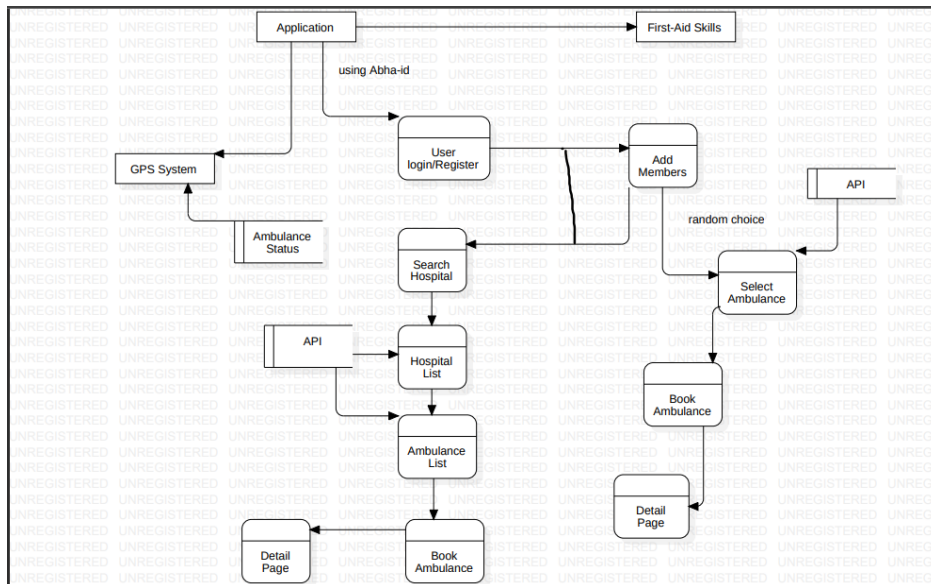 Application
First-Aid Skills
using Abha-id
User
login/Register
Add
Members
GPS System
API
Ambulance
Status
random choice
Search
Hospital
Select
Ambulance
API
Hospital
List
Book
Ambulance
Ambulance
List
Detail
Page
Detail
Page
Book
Ambulance
UNREGISTERED